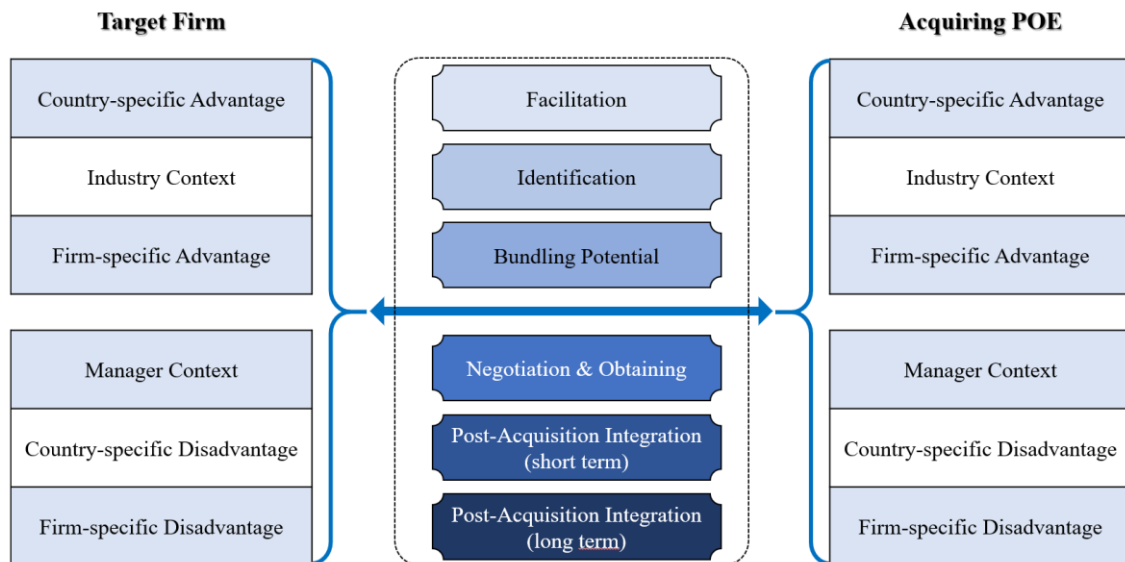 Target Firm
Country-specific Advantage
Industry Context
Firm-specific Advantage
Manager Context
Country-specific Disadvantage
Firm-specific Disadvantage
Facilitation
Identification
Bundling Potential
Negotiation & Obtaining
Post-Acquisition Integration
(short term)
Post-Acquisition Integration
(long term)
Acquiring POE
Country-specific Advantage
Industry Context
Firm-specific Advantage
Manager Context
Country-specific Disadvantage
Firm-specific Disadvantage